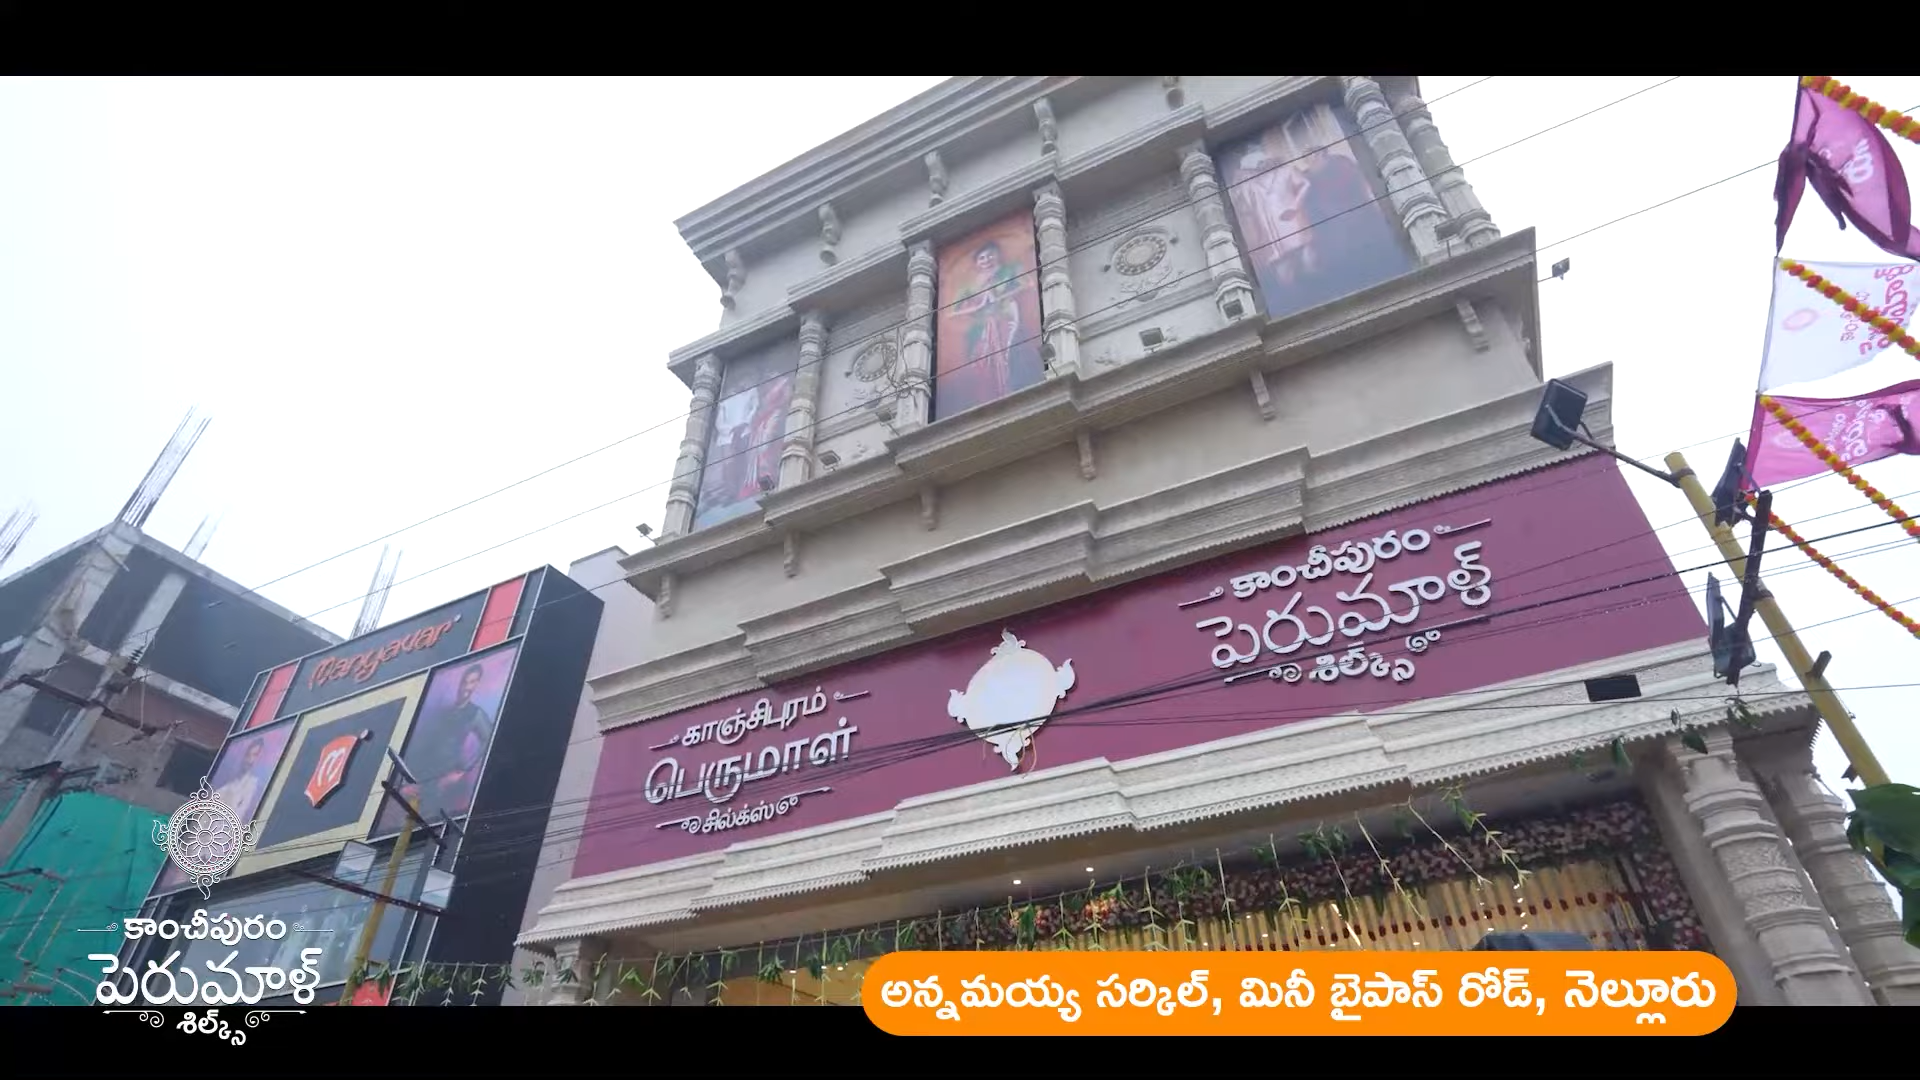 Manyavar
காஞ்சிபுரம்
பெருமாள்
சில்க்ஸ்
కాంచీపురం
పెరుమాళ్
శిల్క్స్
కాంచీపురం
పెరుమాళ్
శిల్క్స్
అన్నమయ్య సర్కిల్, మినీ బైపాస్ రోడ్, నెల్లూరు